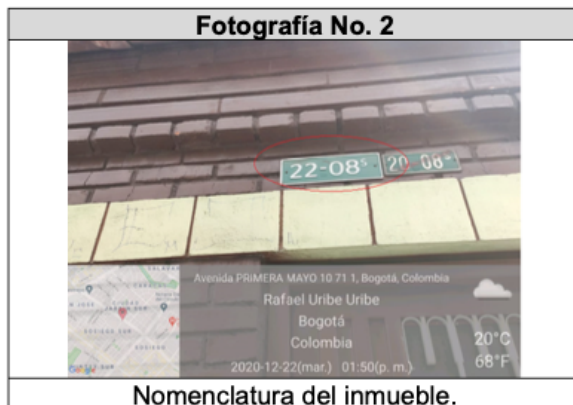 Fotografía No. 2
22-08 S
20-08
Avenida PRIMERA MAYO 10 71 1, Bogotá, Colombia
Rafael Uribe Uribe
Bogotá
Colombia
20°C
2020-12-22(mar.) 01:50(p. m.)
68°F
Google
Nomenclatura del inmueble.